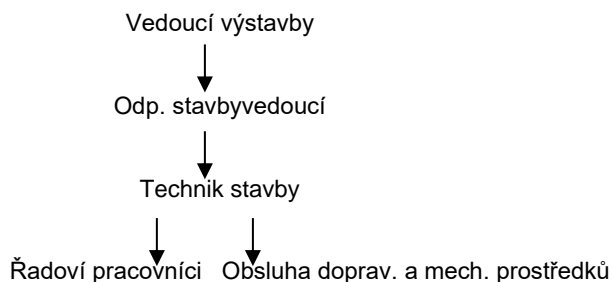 Vedoucí výstavby
Odp. stavbyvedoucí
Technik stavby
Řadoví pracovníci Obsluha doprav. a mech. prostředků